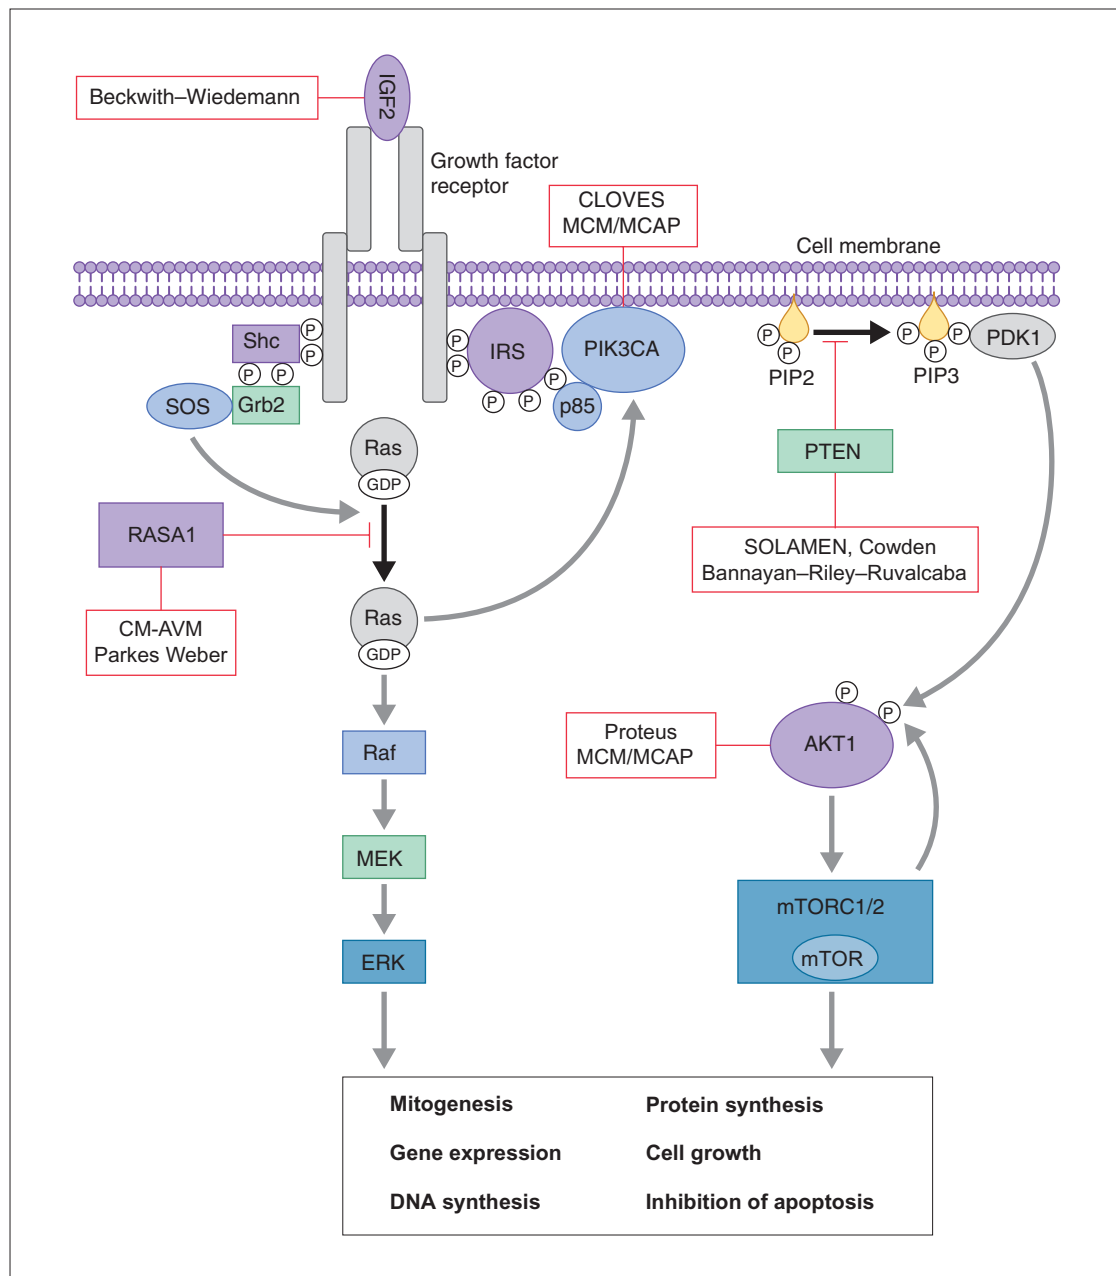 IGF2
Beckwith–Wiedemann
Growth factor
receptor
CLOVES
MCM/MCAP
Cell membrane
Shc
P
P
P
P
Grb2
SOS
P
P
IRS
P
P
P
PIK3CA
p85
P
P
PIP2
P
P
P
PIP3
PDK1
Ras
GDP
PTEN
RASA1
SOLAMEN, Cowden
Bannayan–Riley–Ruvalcaba
CM-AVM
Parkes Weber
Ras
GDP
Raf
Proteus
MCM/MCAP
P
P
AKT1
MEK
mTORC1/2
mTOR
ERK
Mitogenesis
Protein synthesis
Gene expression
Cell growth
DNA synthesis
Inhibition of apoptosis